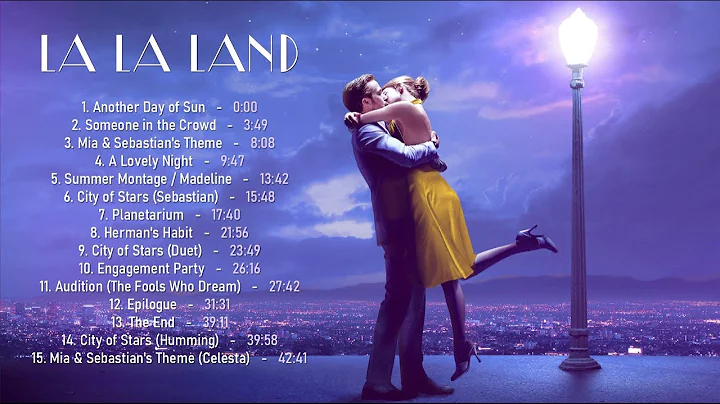 LA LA LAND
1. Another Day of Sun - 0:00
2. Someone in the Crowd - 3:49
3. Mia & Sebastian's Theme - 8:08
4. A Lovely Night - 9:47
5. Summer Montage / Madeline - 13:42
6. City of Stars (Sebastian) - 15:48
7. Planetarium - 17:40
8. Herman's Habit - 21:56
9. City of Stars (Duet) - 23:49
10. Engagement Party - 26:16
11. Audition (The Fools Who Dream) - 27:42
12. Epilogue - 31:31
13. The End - 39:11
14. City of Stars (Humming) - 39:58
15. Mia & Sebastian's Theme (Celesta) - 42:41